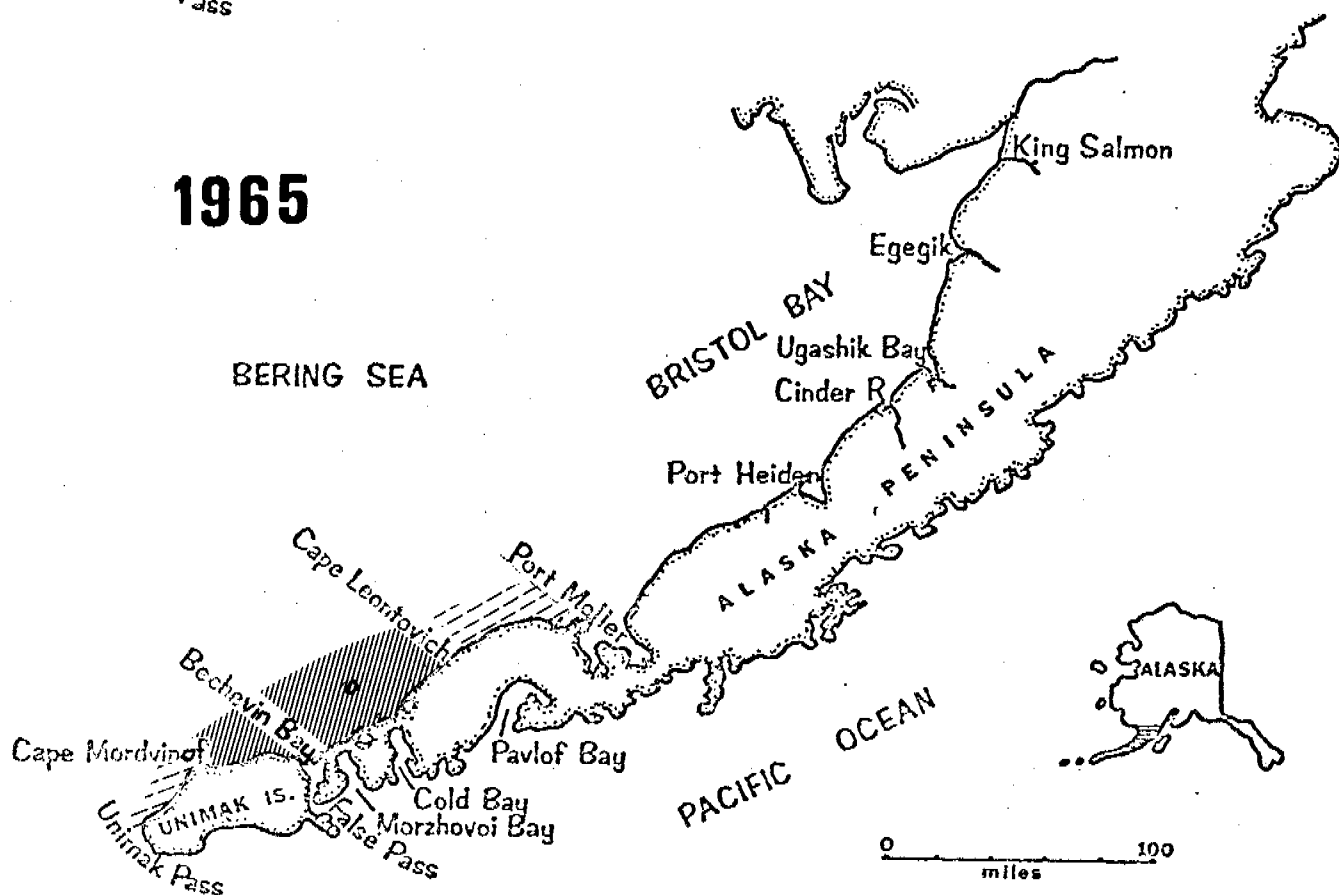 Pass
1965
King Salmon
Egegik
BRISTOL BAY
Ugashik Bay
BERING SEA
Cinder R
ALASKA PENINSULA
Port Heiden
Cape Leontovich
Port Moller
Bechevin Bay
ALASKA
Cape Mordvinof
Pavlof Bay
PACIFIC OCEAN
UNIMAK IS.
Cold Bay
Morzhovoi Bay
False Pass
Unimak Pass
0 100
miles